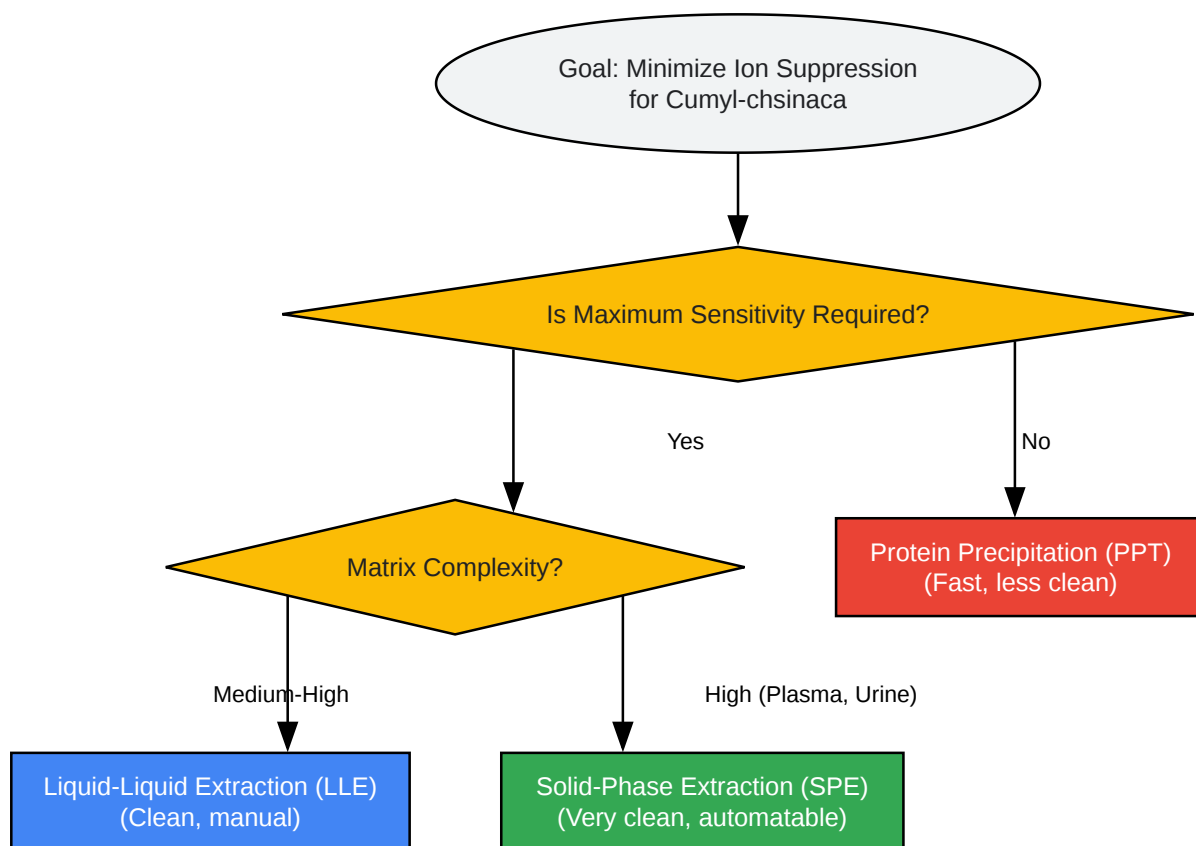 Goal: Minimize Ion Suppression
for Cumyl-chsinaca
Is Maximum Sensitivity Required?
Yes
No
Matrix Complexity?
Protein Precipitation (PPT)
(Fast, less clean)
Medium-High
High (Plasma, Urine)
Liquid-Liquid Extraction (LLE)
(Clean, manual)
Solid-Phase Extraction (SPE)
(Very clean, automatable)